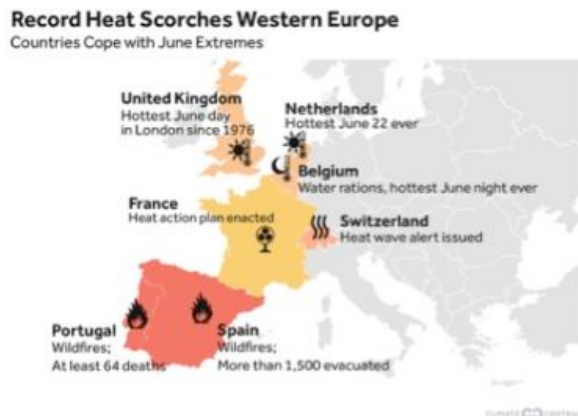 Record Heat Scorches Western Europe
Countries Cope with June Extremes
United Kingdom
Hottest June day
in London since 1976
Netherlands
Hottest June 22 ever
Belgium
Water rations, hottest June night ever
France
Heat action plan enacted
Switzerland
Heat wave alert issued
Portugal
Wildfires;
At least 64 deaths
Spain
Wildfires;
More than 1,500 evacuated
CLIMATE CENTRAL